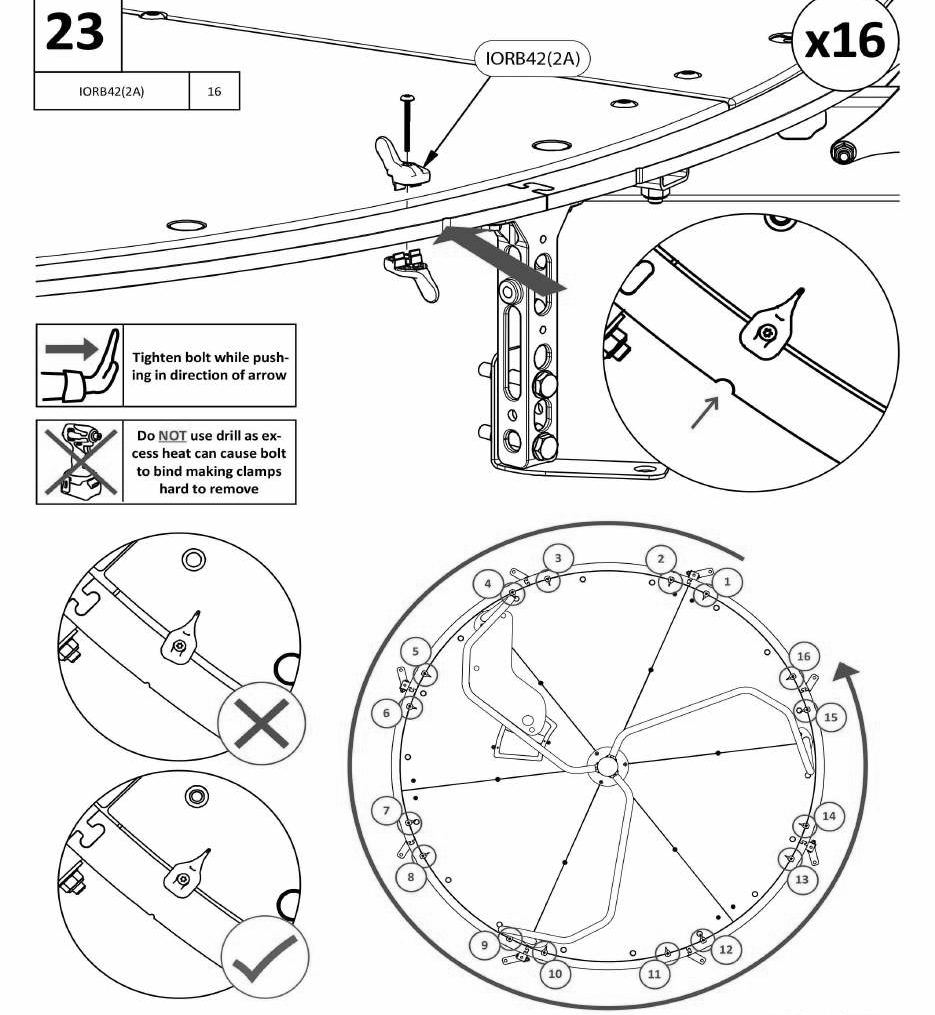 23
x16
IORB42(2A)
IORB42(2A) 16
Tighten bolt while push-
ing in direction of arrow
Do NOT use drill as ex-
cess heat can cause bolt
to bind making clamps
hard to remove
3
2
4
1
5
16
6
15
7
14
8
13
9
12
10
11